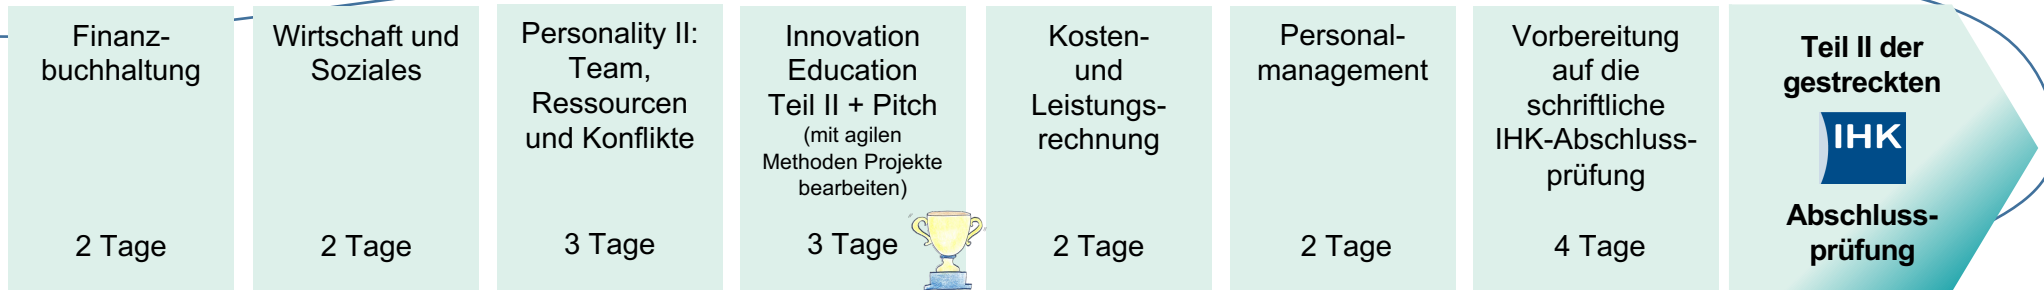 Finanz-
buchhaltung
2 Tage
Wirtschaft und
Soziales
2 Tage
Personality II:
Team,
Ressourcen
und Konflikte
3 Tage
Innovation
Education
Teil II + Pitch
(mit agilen
Methoden Projekte
bearbeiten)
3 Tage
Kosten-
und
Leistungs-
rechnung
2 Tage
Personal-
management
2 Tage
Vorbereitung
auf die
schriftliche
IHK-Abschluss-
prüfung
4 Tage
Teil II der
gestreckten
IHK
Abschluss-
prüfung